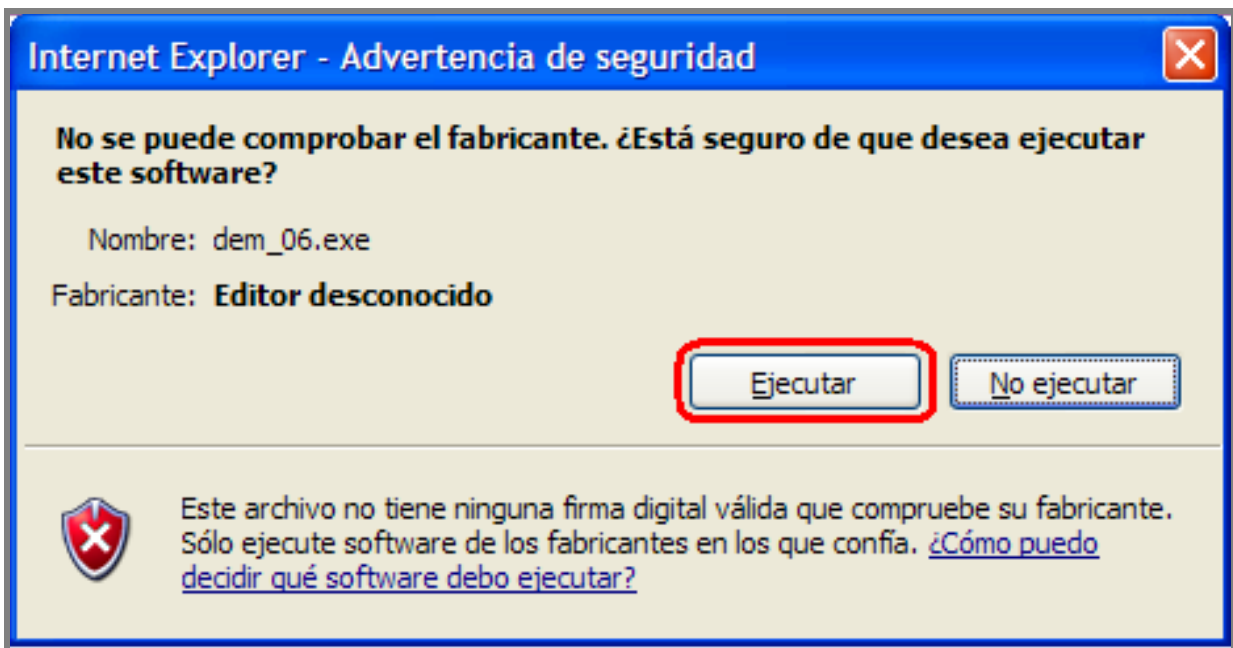 Internet Explorer - Advertencia de seguridad
No se puede comprobar el fabricante. ¿Está seguro de que desea ejecutar
este software?
Nombre: dem_06.exe
Fabricante: Editor desconocido
Ejecutar
No ejecutar
Este archivo no tiene ninguna firma digital válida que compruebe su fabricante.
Sólo ejecute software de los fabricantes en los que confía. ¿Cómo puedo
decidir qué software debo ejecutar?